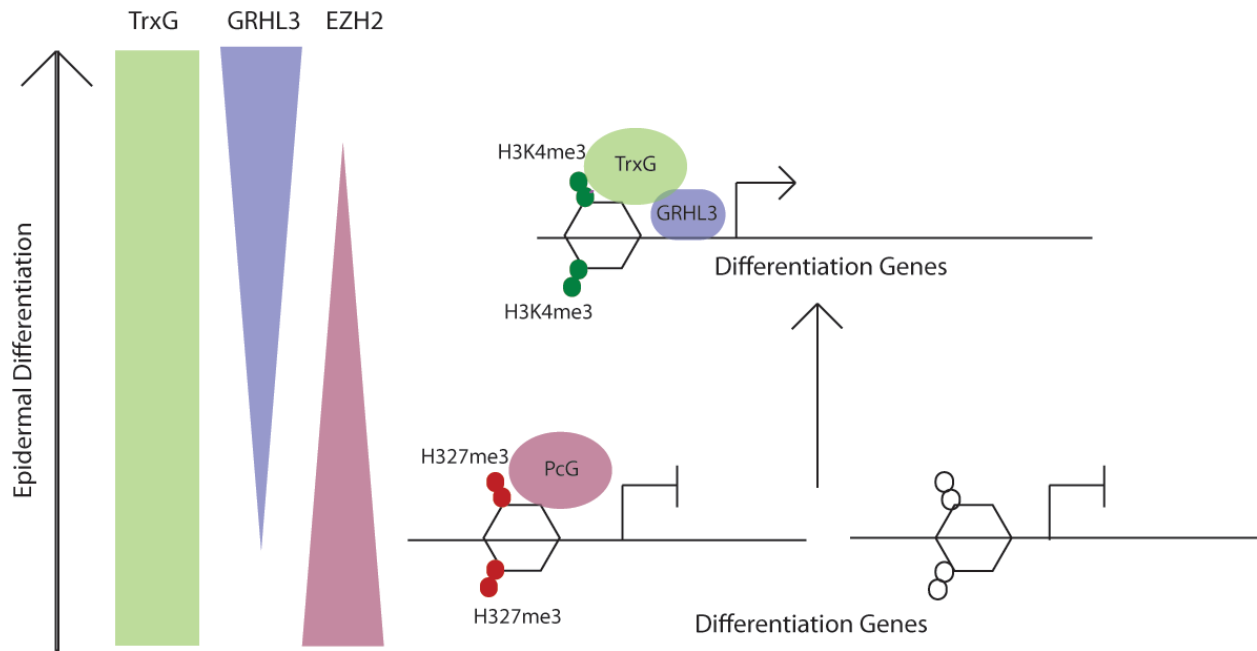 TrxG
GRHL3
EZH2
Epidermal Differentiation
H3K4me3
TrxG
GRHL3
Differentiation Genes
H3K4me3
H327me3
PcG
H327me3
Differentiation Genes